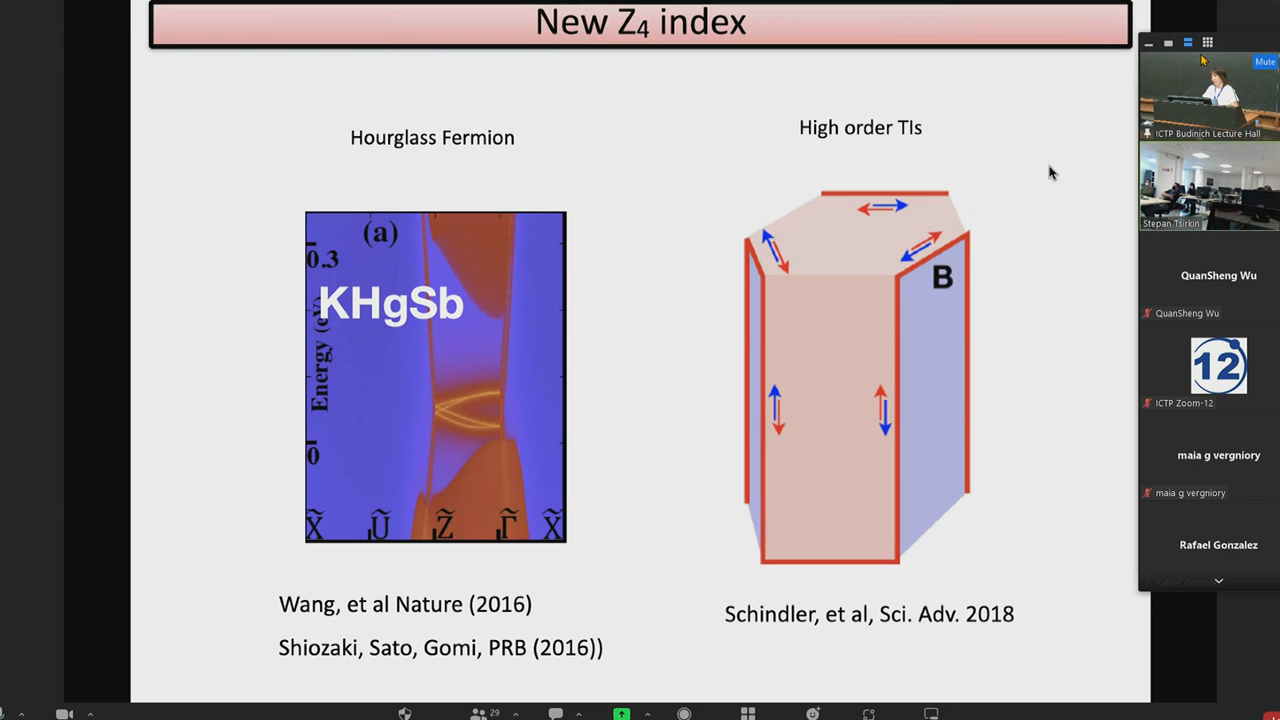 New Z₄ index
Hourglass Fermion
High order TIs
(a)
0.3
KHgSb
Energy (eV)
0
X̃ Ũ Z̃ Γ̃ X̃
B
Wang, et al Nature (2016)
Shiozaki, Sato, Gomi, PRB (2016))
Schindler, et al, Sci. Adv. 2018
Mute
ICTP Budinich Lecture Hall
Stepan Tsirkin
QuanSheng Wu
QuanSheng Wu
12
ICTP Zoom-12
maia g vergniory
maia g vergniory
Rafael Gonzalez
29